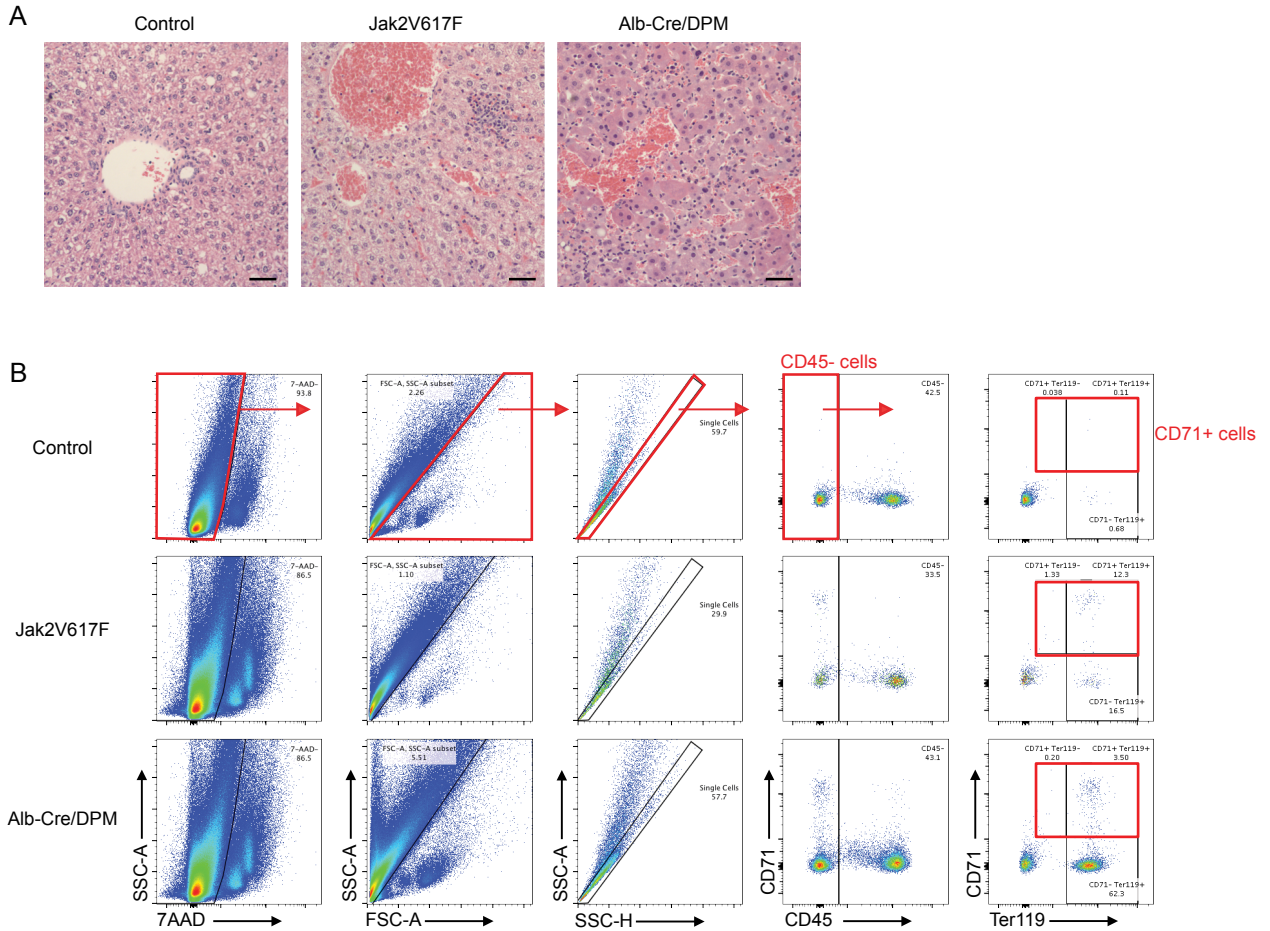 A
Control
Jak2V617F
Alb-Cre/DPM
B
CD45- cells
CD71+ cells
Control
7-AAD-
93.8
FSC-A, SSC-A subset
2.26
Single Cells
59.7
CD45-
42.5
CD71+ Ter119-
0.038
CD71+ Ter119+
0.11
CD71- Ter119+
0.68
Jak2V617F
7-AAD-
86.5
FSC-A, SSC-A subset
1.10
Single Cells
29.9
CD45-
33.5
CD71+ Ter119-
1.33
CD71+ Ter119+
12.3
CD71- Ter119+
16.5
Alb-Cre/DPM
7-AAD-
86.5
FSC-A, SSC-A subset
5.51
Single Cells
57.7
CD45-
43.1
CD71+ Ter119-
0.20
CD71+ Ter119+
3.50
CD71- Ter119+
62.3
SSC-A
7AAD
SSC-A
FSC-A
SSC-A
SSC-H
CD71
CD45
CD71
Ter119